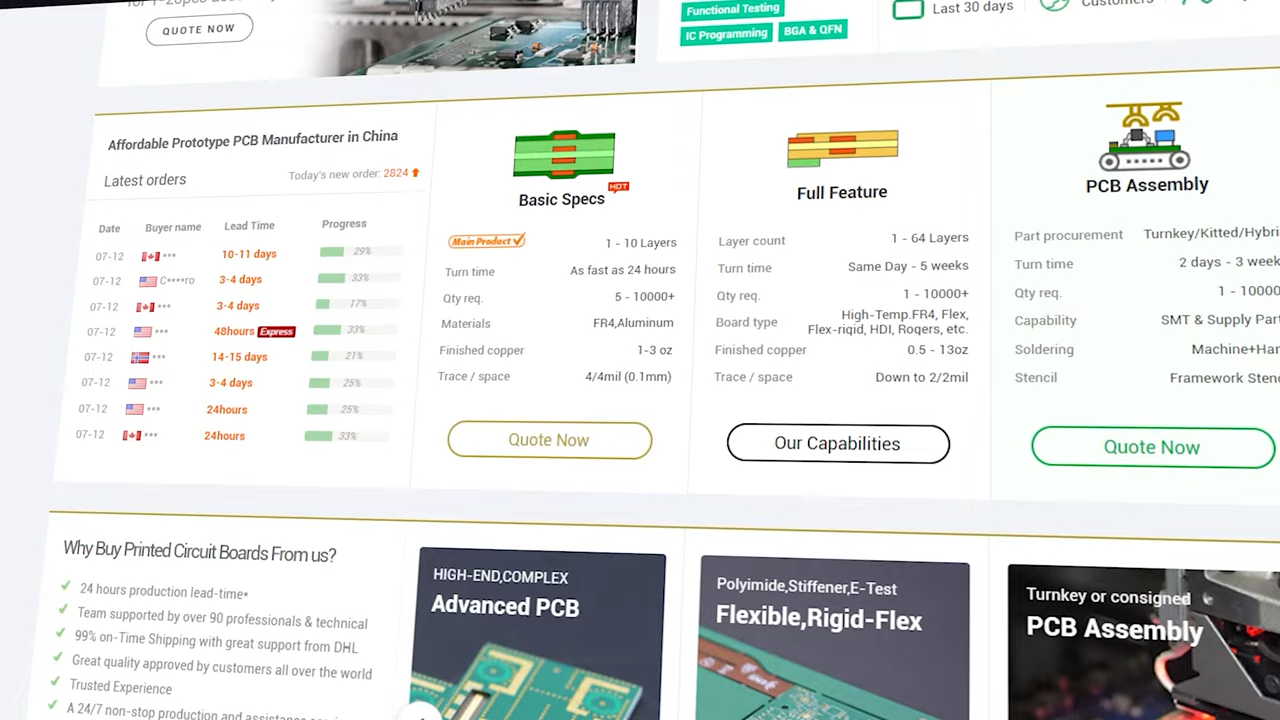 QUOTE NOW
Functional Testing
IC Programming
BGA & QFN
Last 30 days
Customers
Affordable Prototype PCB Manufacturer in China
Latest orders
Today's new order: 2824
Date Buyer name Lead Time Progress
07-12 *** 10-11 days 29%
07-12 C****ro 3-4 days 33%
07-12 *** 3-4 days 17%
07-12 *** 48hours Express 33%
07-12 *** 14-15 days 21%
07-12 *** 3-4 days 25%
07-12 *** 24hours 25%
07-12 *** 24hours 33%
HOT
Basic Specs
Main Product 1 - 10 Layers
Turn time As fast as 24 hours
Qty req. 5 - 10000+
Materials FR4,Aluminum
Finished copper 1-3 oz
Trace / space 4/4mil (0.1mm)
Quote Now
Full Feature
Layer count 1 - 64 Layers
Turn time Same Day - 5 weeks
Qty req. 1 - 10000+
Board type High-Temp.FR4, Flex,
Flex-rigid, HDI, Rogers, etc.
Finished copper 0.5 - 13oz
Trace / space Down to 2/2mil
Our Capabilities
PCB Assembly
Part procurement Turnkey/Kitted/Hybri
Turn time 2 days - 3 week
Qty req. 1 - 10000
Capability SMT & Supply Part
Soldering Machine+Han
Stencil Framework Stenc
Quote Now
Why Buy Printed Circuit Boards From us?
24 hours production lead-time*
Team supported by over 90 professionals & technical
99% on-Time Shipping with great support from DHL
Great quality approved by customers all over the world
Trusted Experience
A 24/7 non-stop production and assistance
HIGH-END,COMPLEX
Advanced PCB
Polyimide,Stiffener,E-Test
Flexible,Rigid-Flex
Turnkey or consigned
PCB Assembly